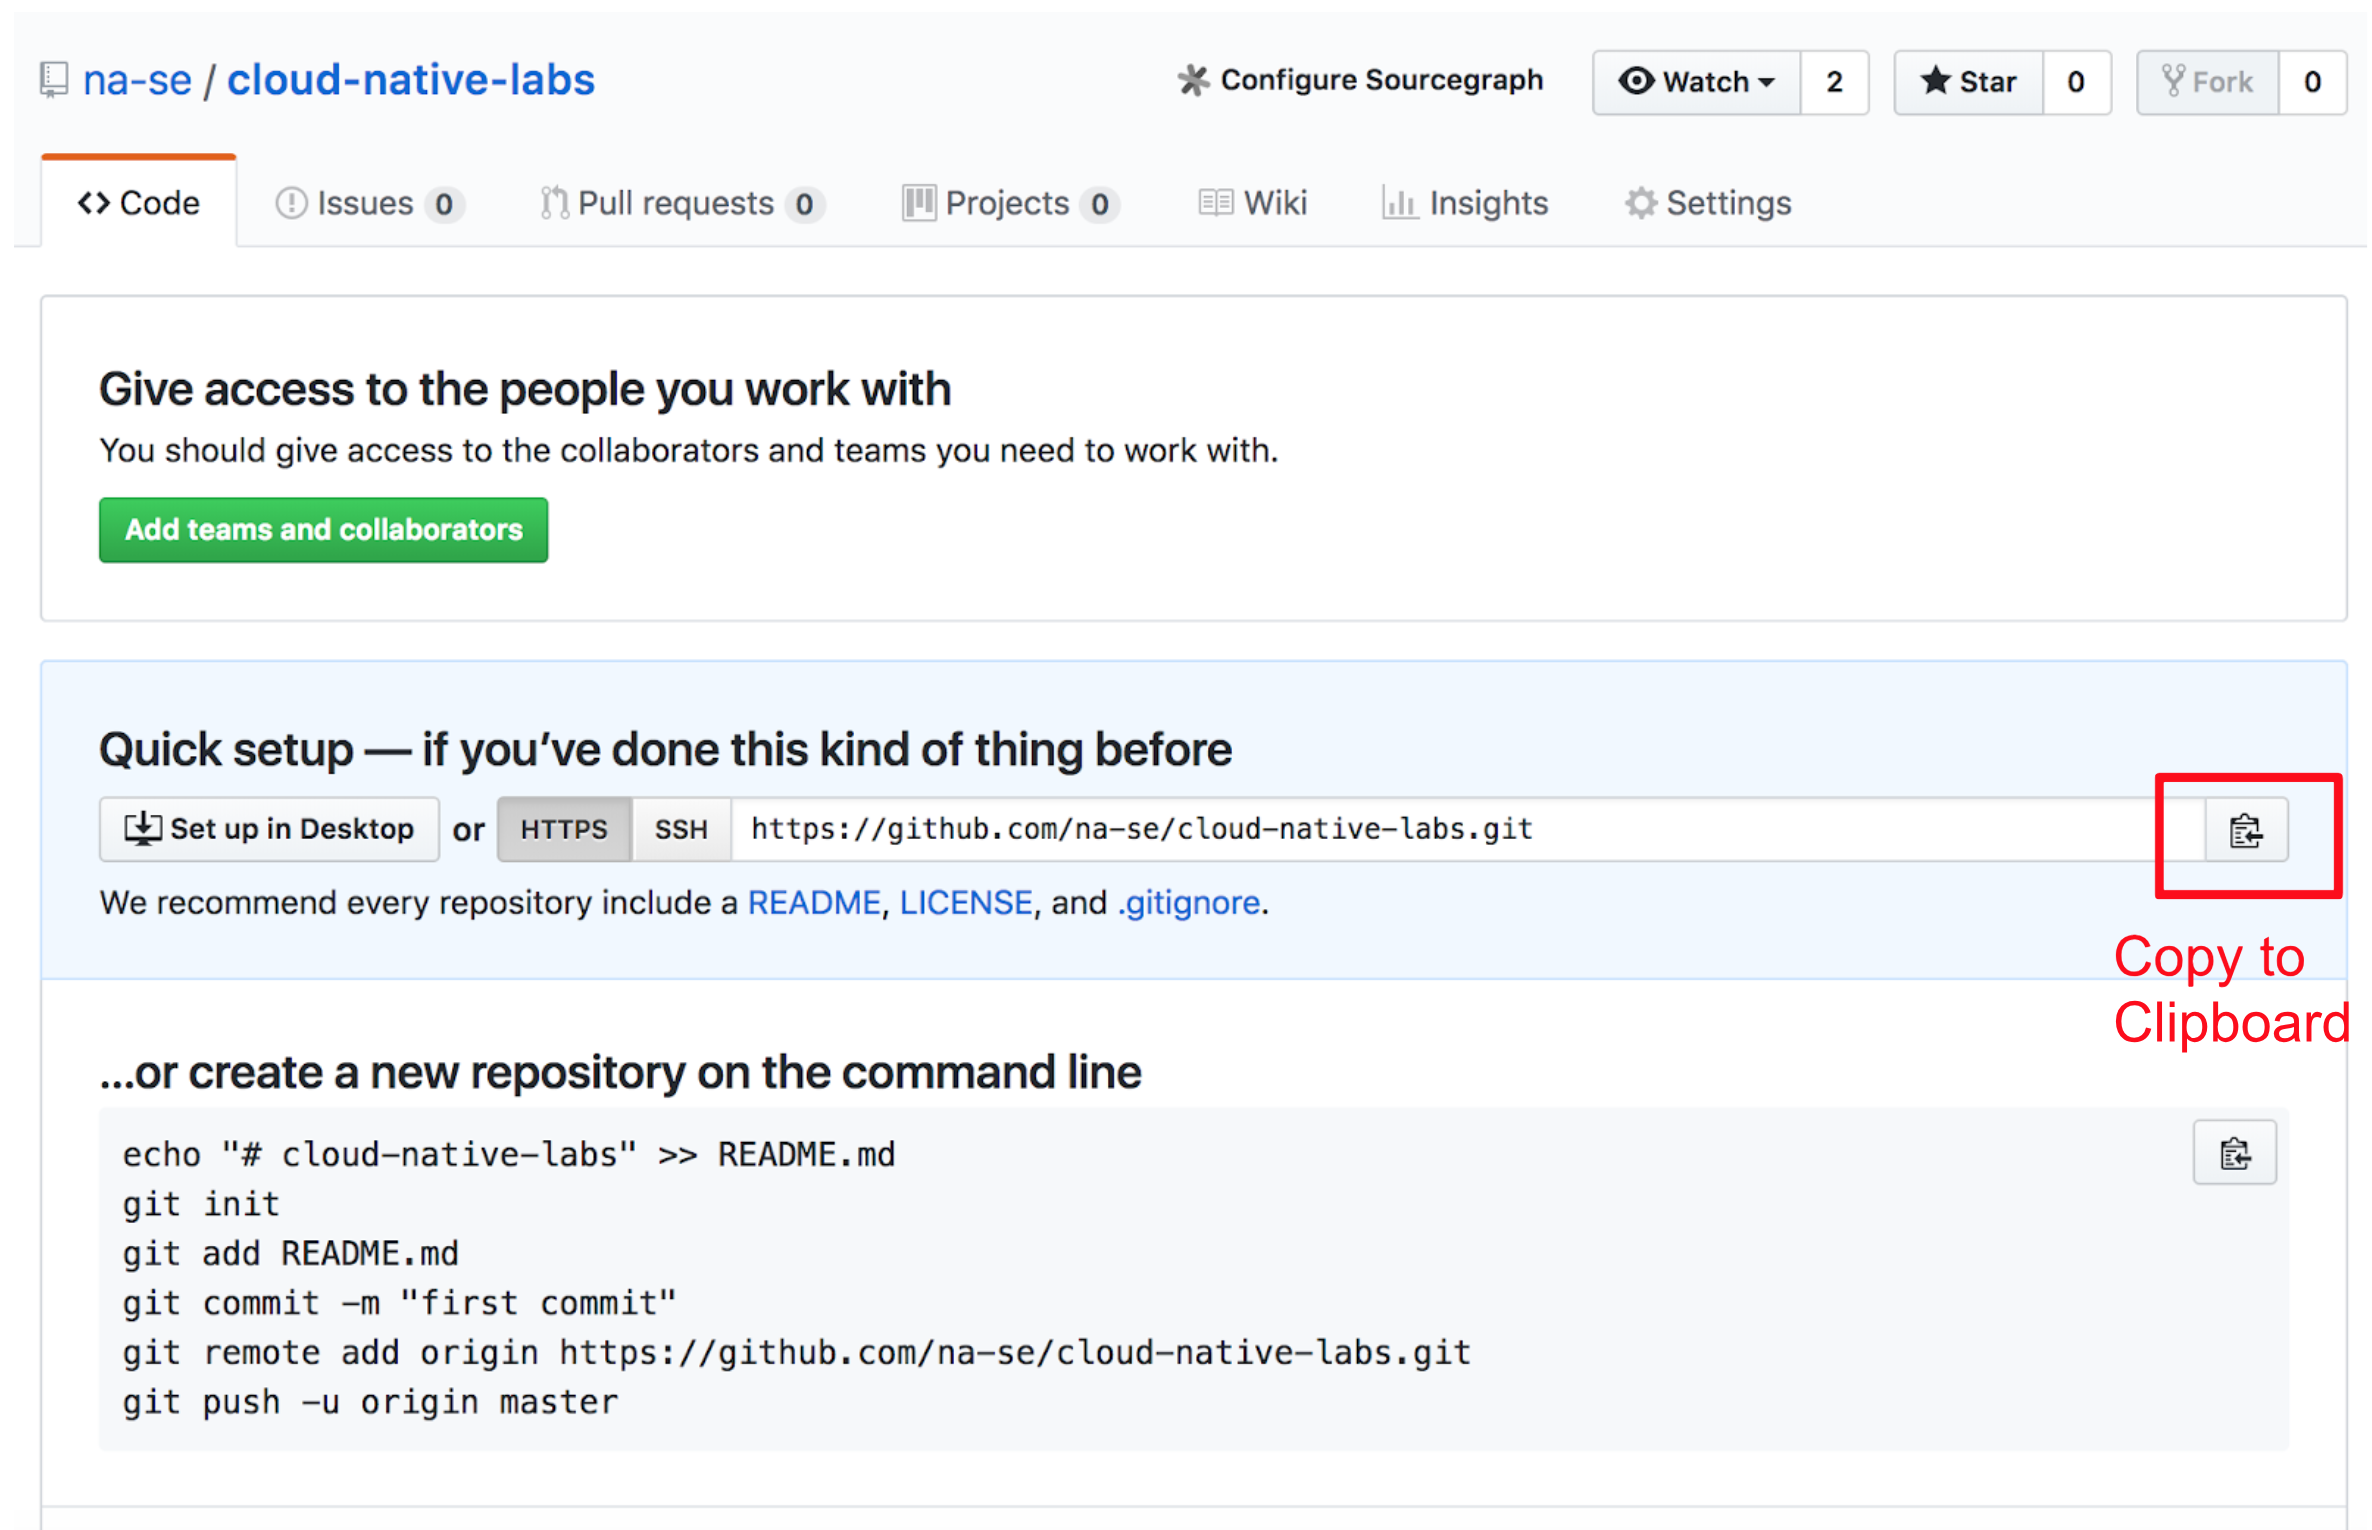 na-se / cloud-native-labs
Configure Sourcegraph
Watch 2
Star 0
Fork 0
Code
Issues 0
Pull requests 0
Projects 0
Wiki
Insights
Settings
Give access to the people you work with
You should give access to the collaborators and teams you need to work with.
Add teams and collaborators
Quick setup — if you’ve done this kind of thing before
Set up in Desktop or HTTPS SSH https://github.com/na-se/cloud-native-labs.git
We recommend every repository include a README, LICENSE, and .gitignore.
Copy to
Clipboard
…or create a new repository on the command line
echo "# cloud-native-labs" >> README.md
git init
git add README.md
git commit -m "first commit"
git remote add origin https://github.com/na-se/cloud-native-labs.git
git push -u origin master